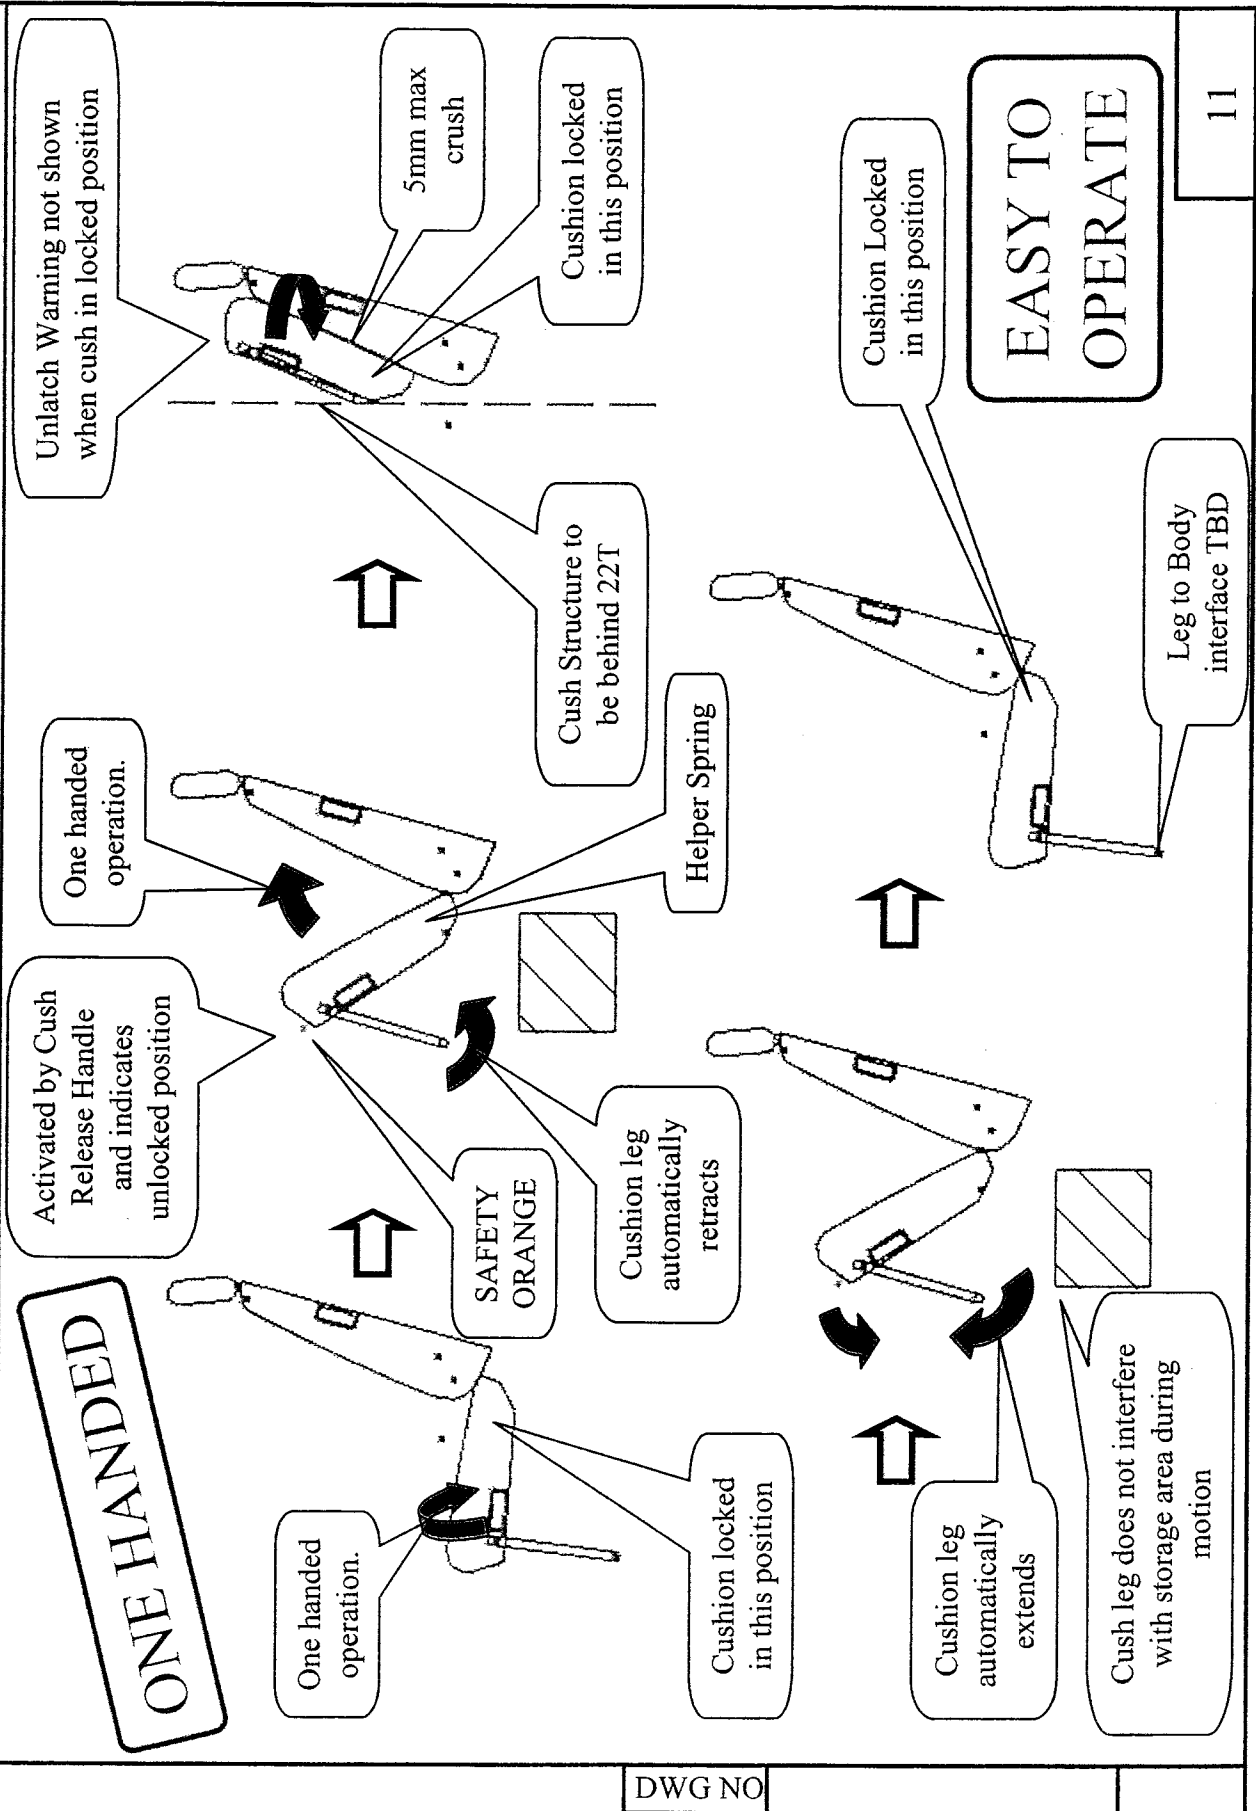 ONE HANDED
Activated by Cush
Release Handle
and indicates
unlocked position
One handed
operation.
Unlatch Warning not shown
when cush in locked position
One handed
operation.
SAFETY
ORANGE
Cushion leg
automatically
retracts
Helper Spring
Cush Structure to
be behind 22T
5mm max
crush
Cushion locked
in this position
Cushion locked
in this position
Cushion leg
automatically
extends
Cush leg does not interfere
with storage area during
motion
Cushion Locked
in this position
Leg to Body
interface TBD
EASY TO
OPERATE
11
DWG NO